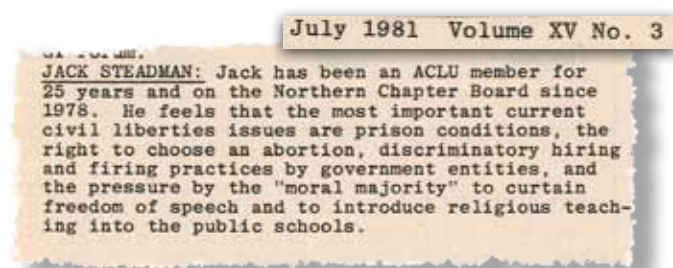 July 1981 Volume XV No. 3
JACK STEADMAN: Jack has been an ACLU member for
25 years and on the Northern Chapter Board since
1978. He feels that the most important current
civil liberties issues are prison conditions, the
right to choose an abortion, discriminatory hiring
and firing practices by government entities, and
the pressure by the "moral majority" to curtain
freedom of speech and to introduce religious teach-
ing into the public schools.